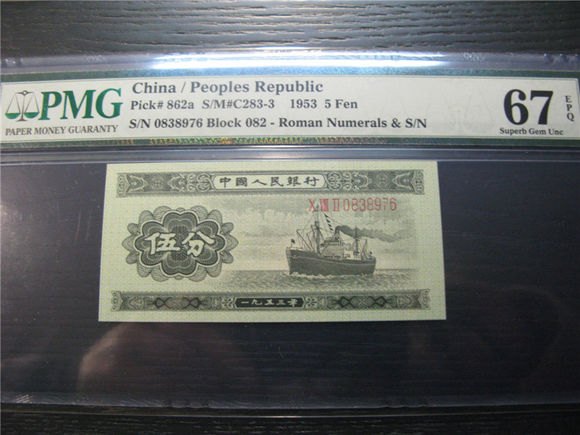 PMG
PAPER MONEY GUARANTY
China / Peoples Republic
Pick# 862a S/M#C283-3 1953 5 Fen
S/N 0838976 Block 082 - Roman Numerals & S/N
67 EPQ
Superb Gem Unc
中國人民銀行
X Ⅷ Ⅱ 0838976
伍分
一九五三年